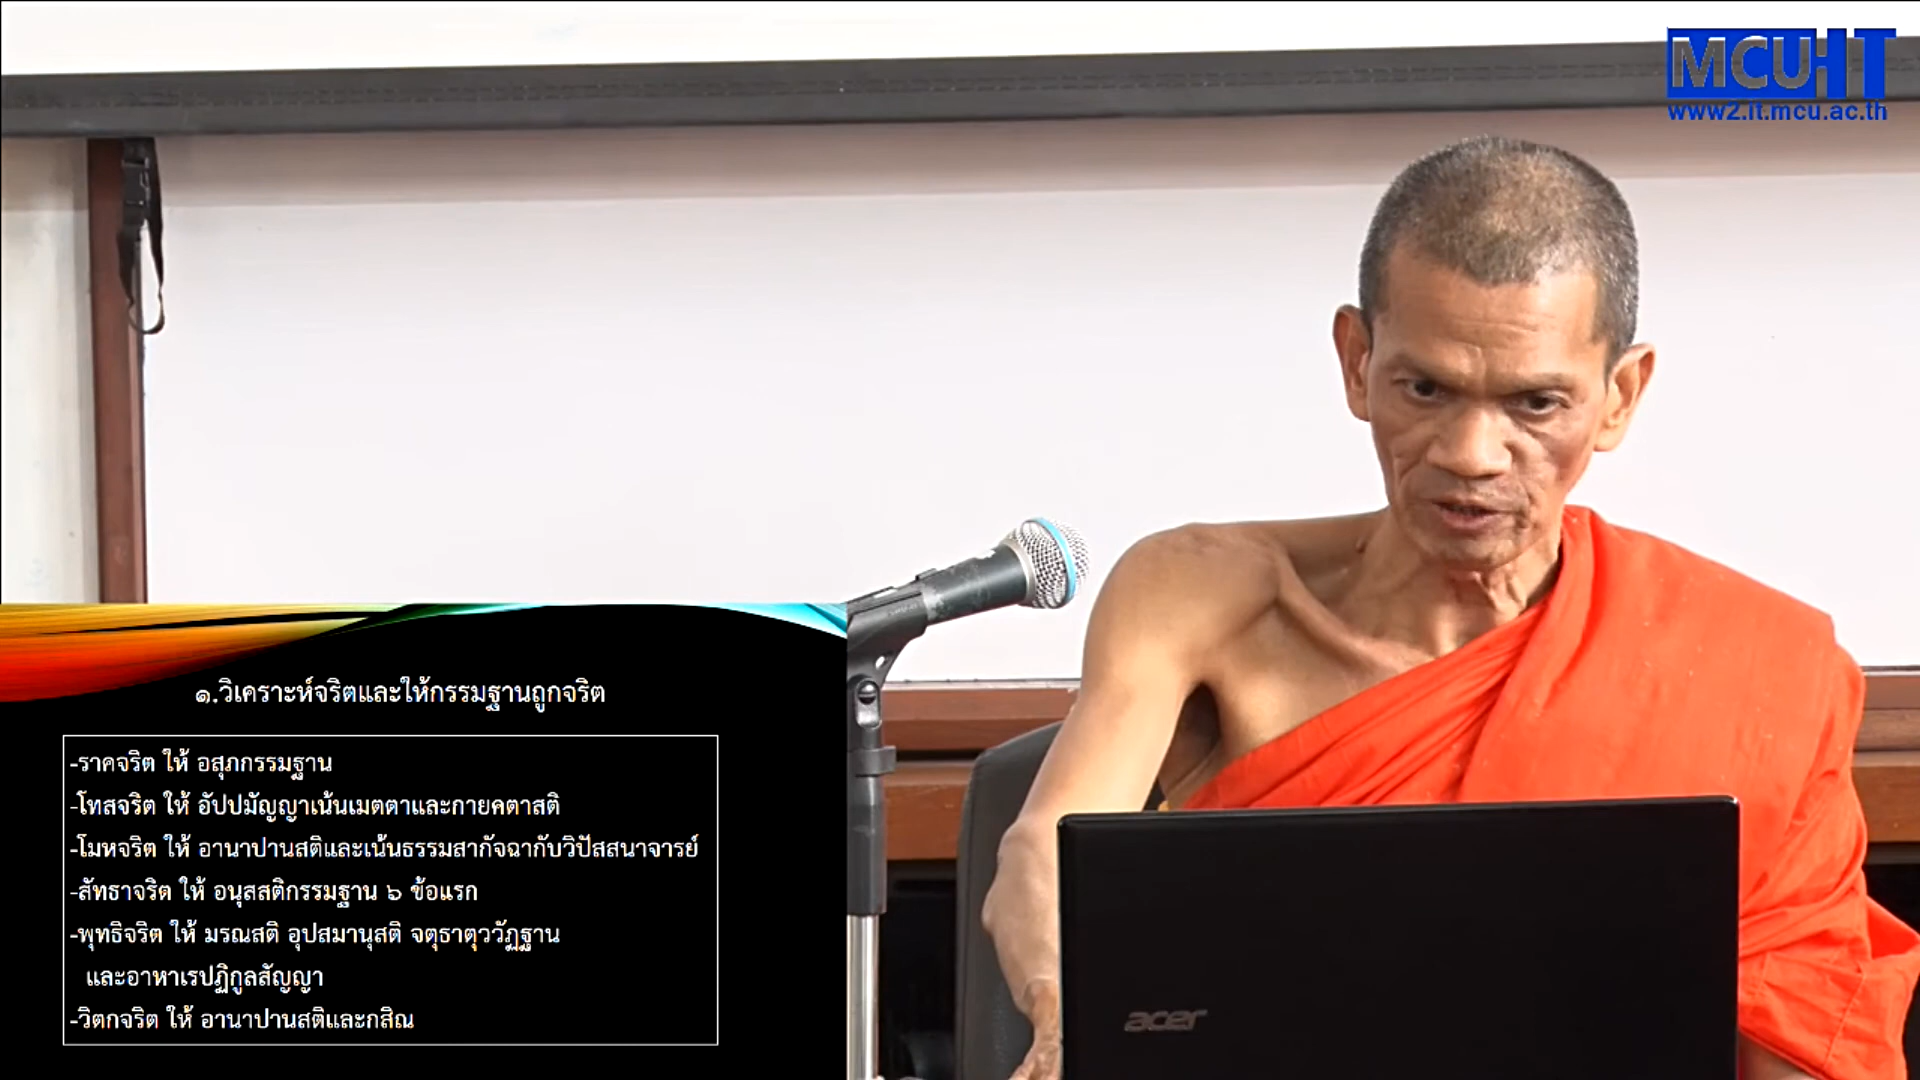 MCU-IT
www2.it.mcu.ac.th
๑.วิเคราะห์จริตและให้กรรมฐานถูกจริต
-ราคจริต ให้ อสุภกรรมฐาน
-โทสจริต ให้ อัปปมัญญาเน้นเมตตาและกายคตาสติ
-โมหจริต ให้ อานาปานสติและเน้นธรรมสากัจฉากับวิปัสสนาจารย์
-สัทธาจริต ให้ อนุสสติกรรมฐาน ๖ ข้อแรก
-พุทธิจริต ให้ มรณสติ อุปสมานุสติ จตุธาตุววัฏฐาน
และอาหาเรปฏิกูลสัญญา
-วิตกจริต ให้ อานาปานสติและกสิณ
acer